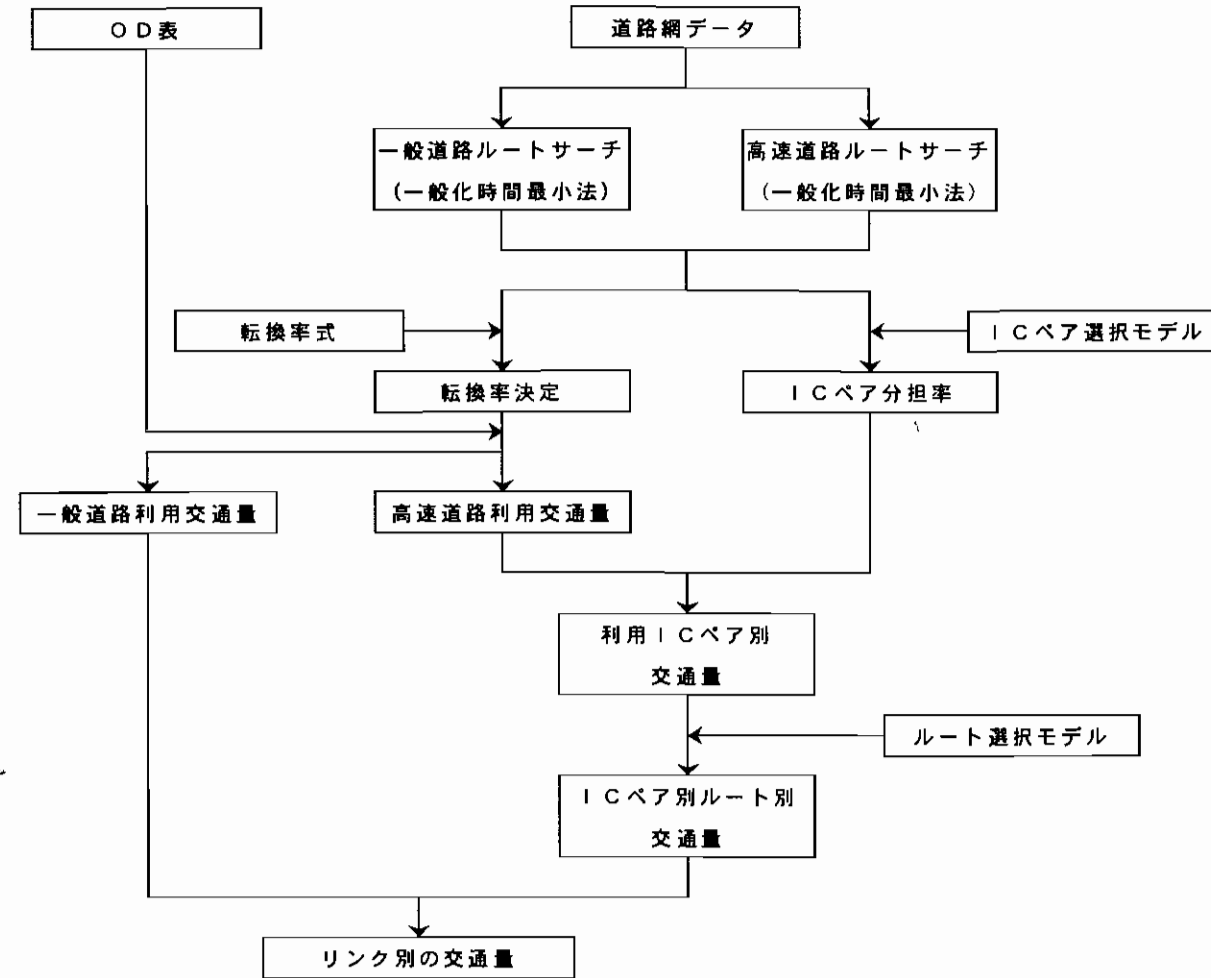 OD表
道路網データ
一般道路ルートサーチ
(一般化時間最小法)
高速道路ルートサーチ
(一般化時間最小法)
転換率式
ICペア選択モデル
転換率決定
ICペア分担率
一般道路利用交通量
高速道路利用交通量
利用ICペア別
交通量
ルート選択モデル
ICペア別ルート別
交通量
リンク別の交通量